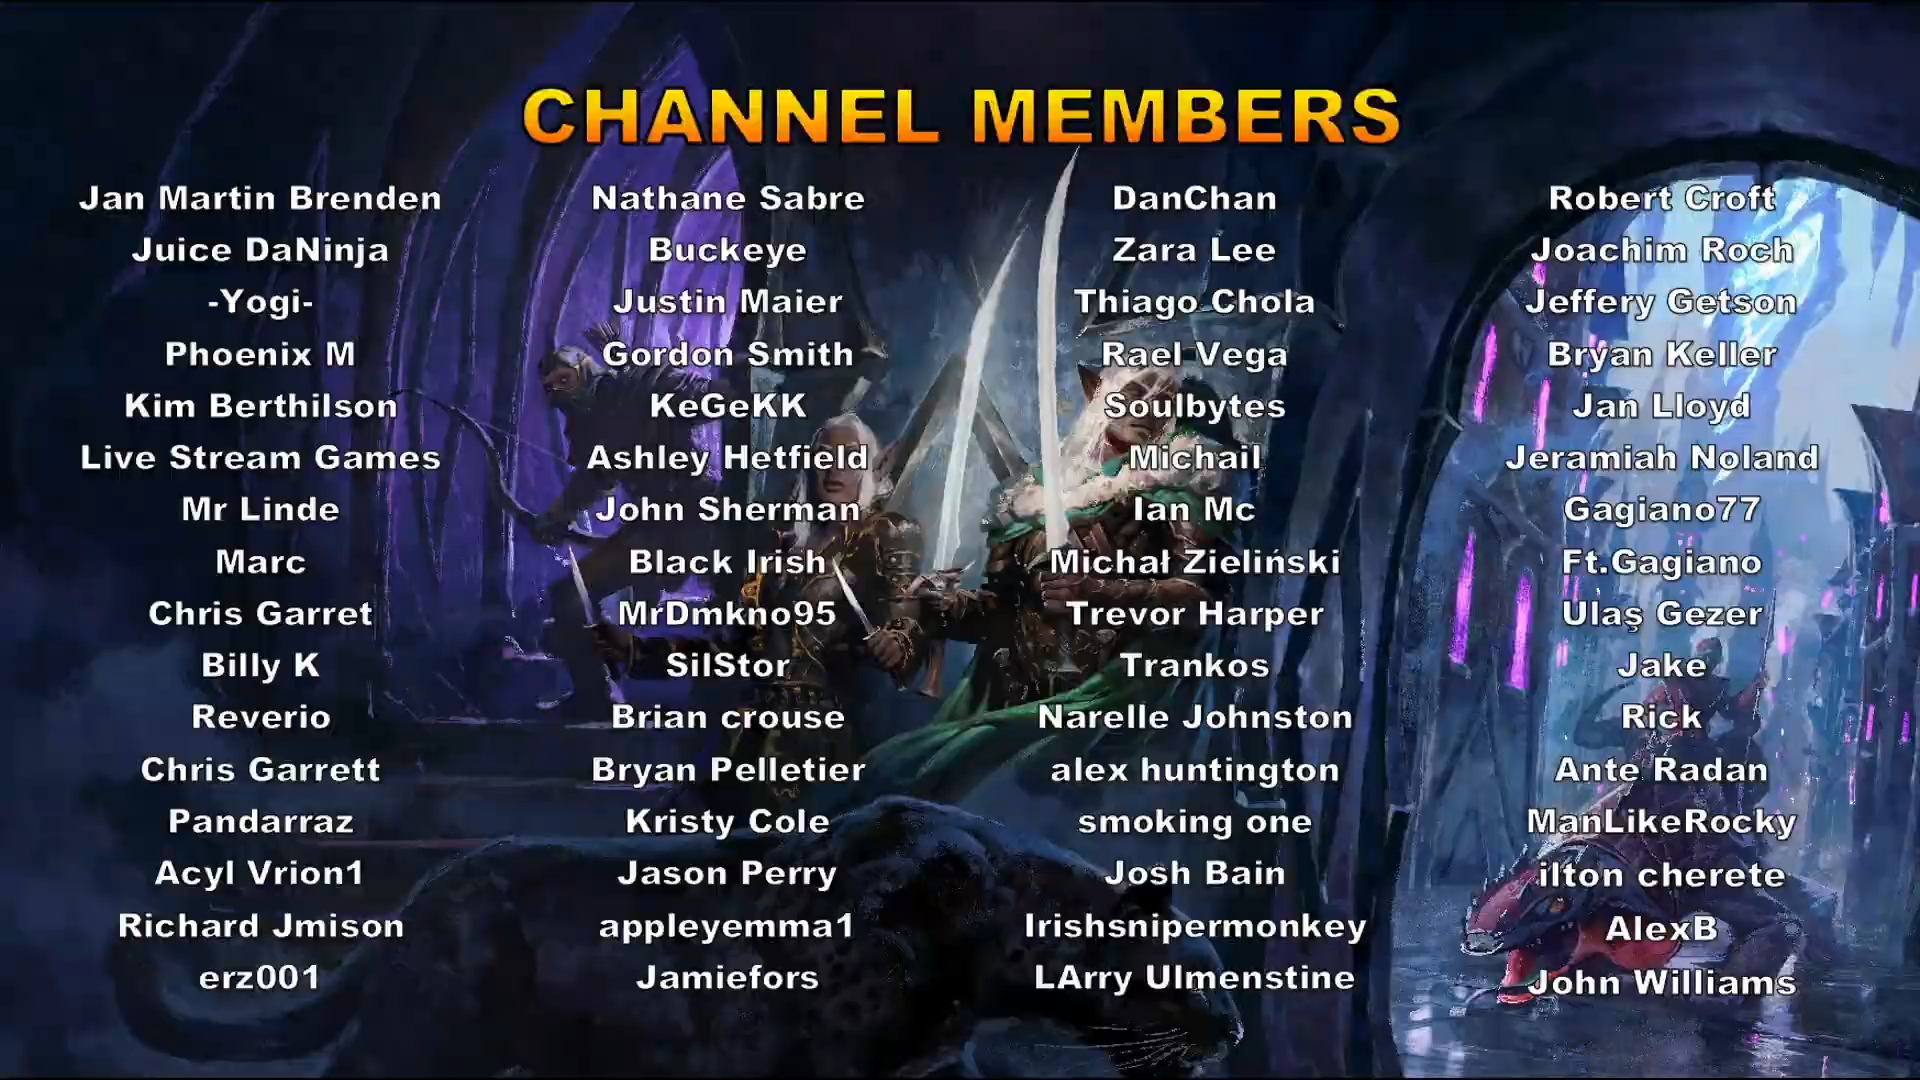 CHANNEL MEMBERS
Jan Martin Brenden
Juice DaNinja
-Yogi-
Phoenix M
Kim Berthilson
Live Stream Games
Mr Linde
Marc
Chris Garret
Billy K
Reverio
Chris Garrett
Pandarraz
Acyl Vrion1
Richard Jmison
erz001
Nathane Sabre
Buckeye
Justin Maier
Gordon Smith
KeGeKK
Ashley Hetfield
John Sherman
Black Irish
MrDmkno95
SilStor
Brian crouse
Bryan Pelletier
Kristy Cole
Jason Perry
appleyemma1
Jamiefors
DanChan
Zara Lee
Thiago Chola
Rael Vega
Soulbytes
Michail
Ian Mc
Michał Zieliński
Trevor Harper
Trankos
Narelle Johnston
alex huntington
smoking one
Josh Bain
Irishsnipermonkey
LArry Ulmenstine
Robert Croft
Joachim Roch
Jeffery Getson
Bryan Keller
Jan Lloyd
Jeramiah Noland
Gagiano77
Ft.Gagiano
Ulaş Gezer
Jake
Rick
Ante Radan
ManLikeRocky
ilton cherete
AlexB
John Williams